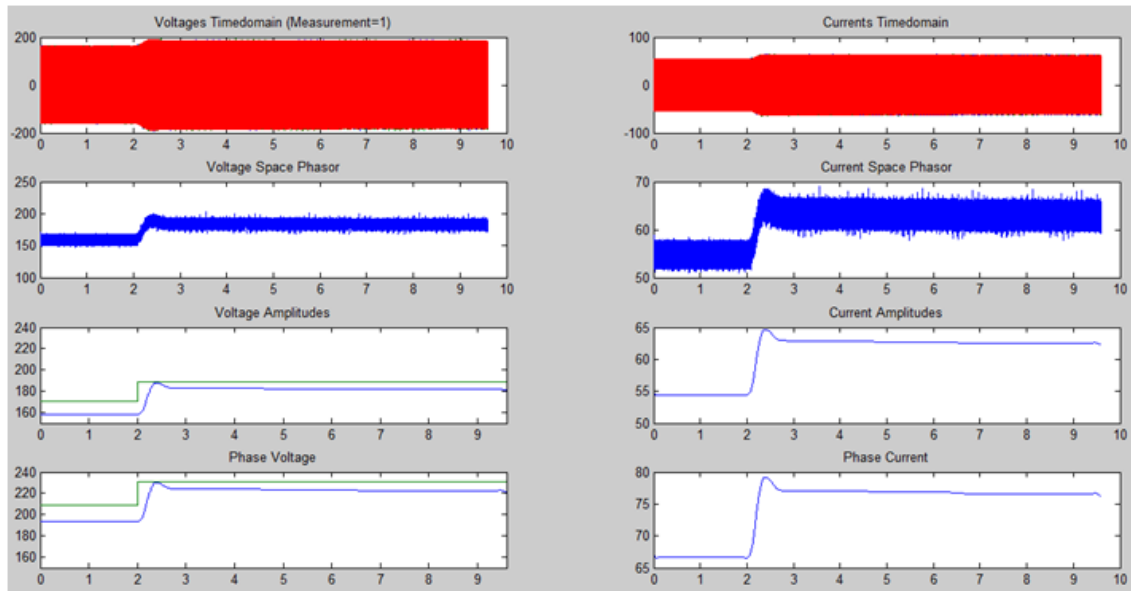 Voltages Timedomain (Measurement=1)
200
0
-200
0 1 2 3 4 5 6 7 8 9 10
Currents Timedomain
100
50
0
-50
-100
0 1 2 3 4 5 6 7 8 9 10
Voltage Space Phasor
250
200
150
100
0 1 2 3 4 5 6 7 8 9 10
Current Space Phasor
70
60
50
0 1 2 3 4 5 6 7 8 9 10
Voltage Amplitudes
240
220
200
180
160
0 1 2 3 4 5 6 7 8 9
Current Amplitudes
65
60
55
50
0 1 2 3 4 5 6 7 8 9 10
Phase Voltage
240
220
200
180
160
0 1 2 3 4 5 6 7 8 9
Phase Current
80
75
70
65
0 1 2 3 4 5 6 7 8 9 10